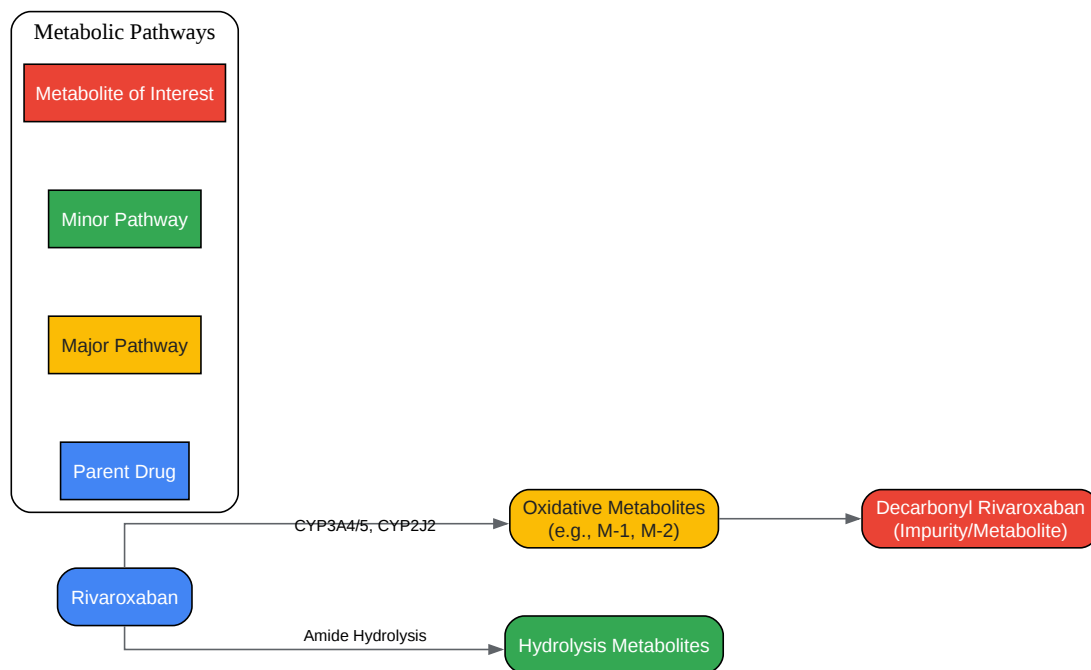 Metabolic Pathways
Metabolite of Interest
Minor Pathway
Major Pathway
Parent Drug
CYP3A4/5, CYP2J2
Oxidative Metabolites
(e.g., M-1, M-2)
Decarbonyl Rivaroxaban
(Impurity/Metabolite)
Rivaroxaban
Amide Hydrolysis
Hydrolysis Metabolites